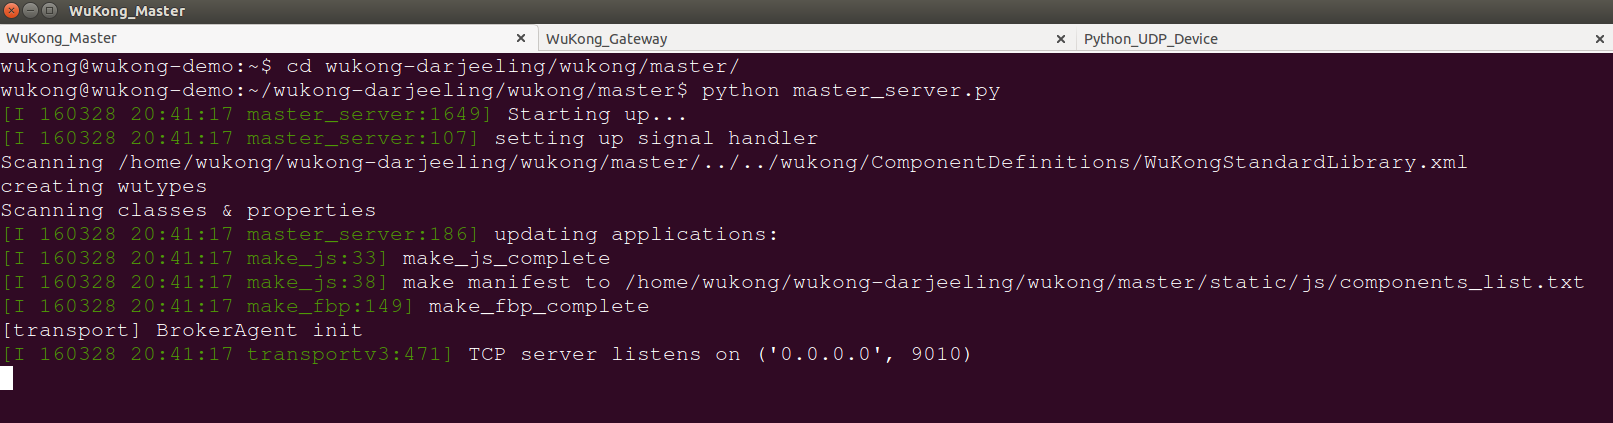 WuKong_Master
WuKong_Master WuKong_Gateway Python_UDP_Device
wukong@wukong-demo:~$ cd wukong-darjeeling/wukong/master/
wukong@wukong-demo:~/wukong-darjeeling/wukong/master$ python master_server.py
[I 160328 20:41:17 master_server:1649] Starting up...
[I 160328 20:41:17 master_server:107] setting up signal handler
Scanning /home/wukong/wukong-darjeeling/wukong/master/../../wukong/ComponentDefinitions/WuKongStandardLibrary.xml
creating wutypes
Scanning classes & properties
[I 160328 20:41:17 master_server:186] updating applications:
[I 160328 20:41:17 make_js:33] make_js_complete
[I 160328 20:41:17 make_js:38] make manifest to /home/wukong/wukong-darjeeling/wukong/master/static/js/components_list.txt
[I 160328 20:41:17 make_fbp:149] make_fbp_complete
[transport] BrokerAgent init
[I 160328 20:41:17 transportv3:471] TCP server listens on ('0.0.0.0', 9010)